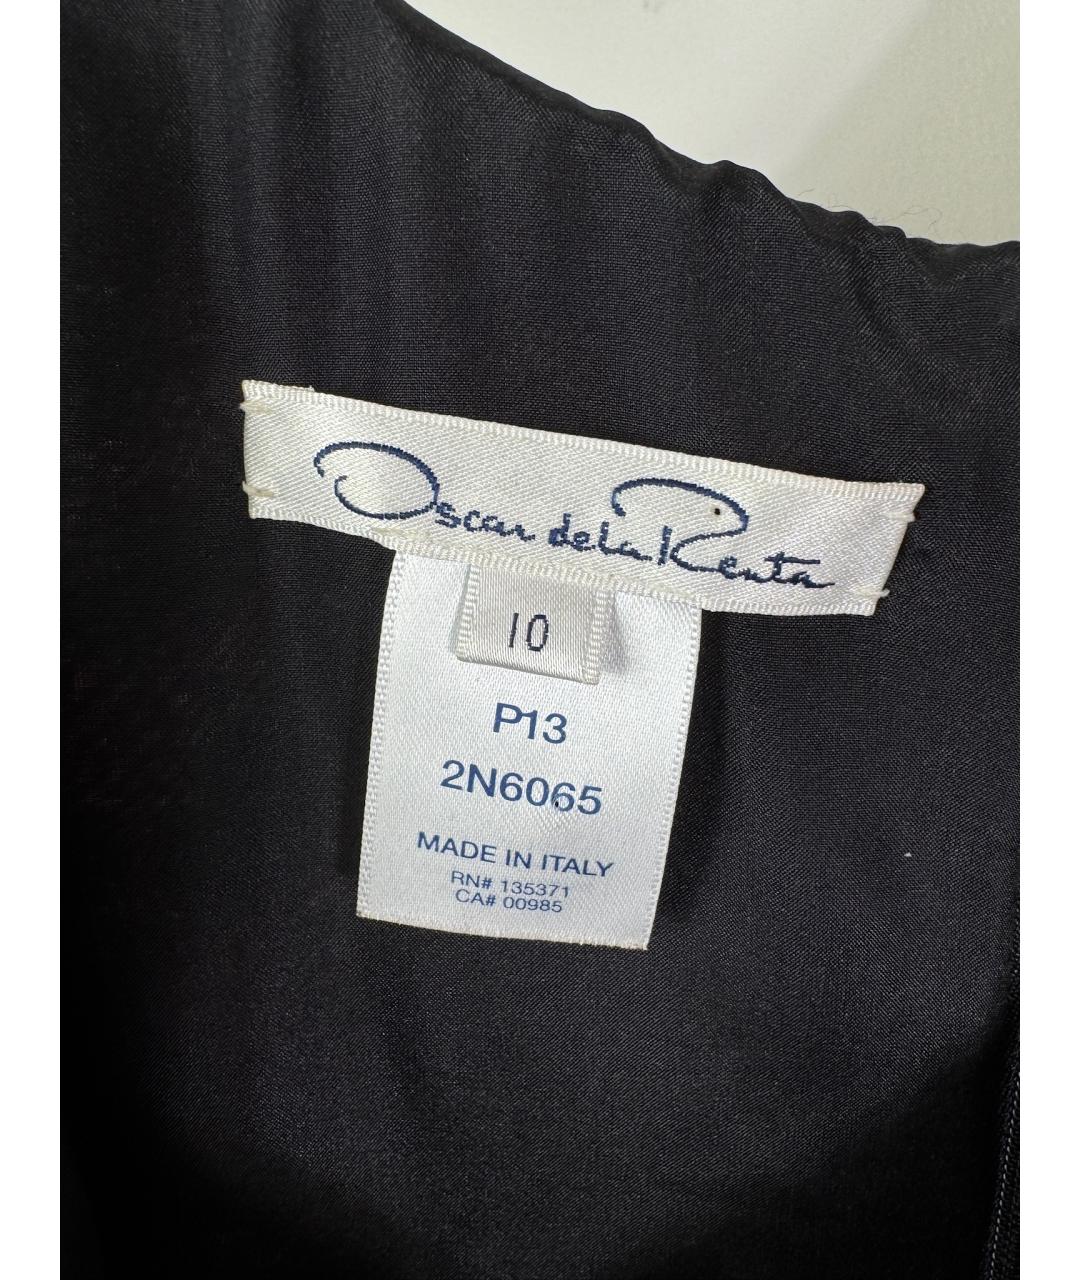 Oscar de la Renta
10
P13
2N6065
MADE IN ITALY
RN# 135371
CA# 00985